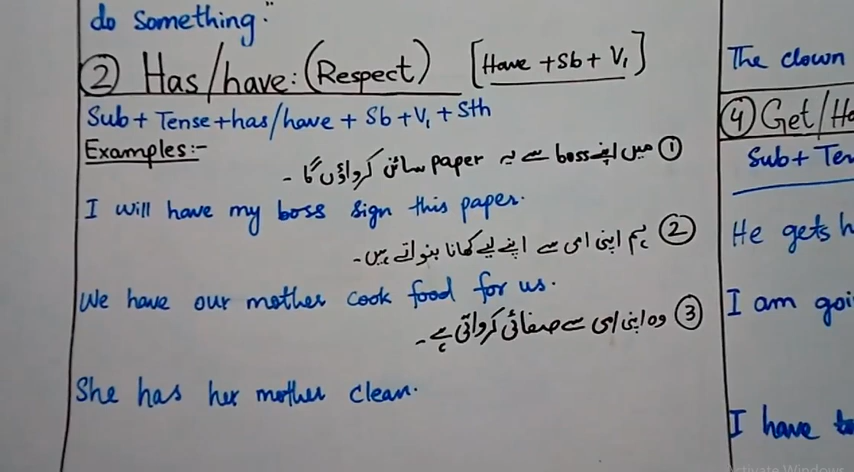 do something."
② Has/have: (Respect) [Have + Sb + V₁]
Sub + Tense + has/have + Sb + V₁ + Sth
Examples:-
① میں اپنے boss سے یہ paper سائن کرواؤں گا ۔
I will have my boss sign this paper.
② ہم اپنی امی سے اپنے لیے کھانا بنواتے ہیں۔
We have our mother cook food for us.
③ وہ اپنی امی سے صفائی کرواتی ہے ۔
She has her mother clean.
The clown
④ Get/Ha
Sub + Ten
He gets h
I am goi
I have to
Activate Windows